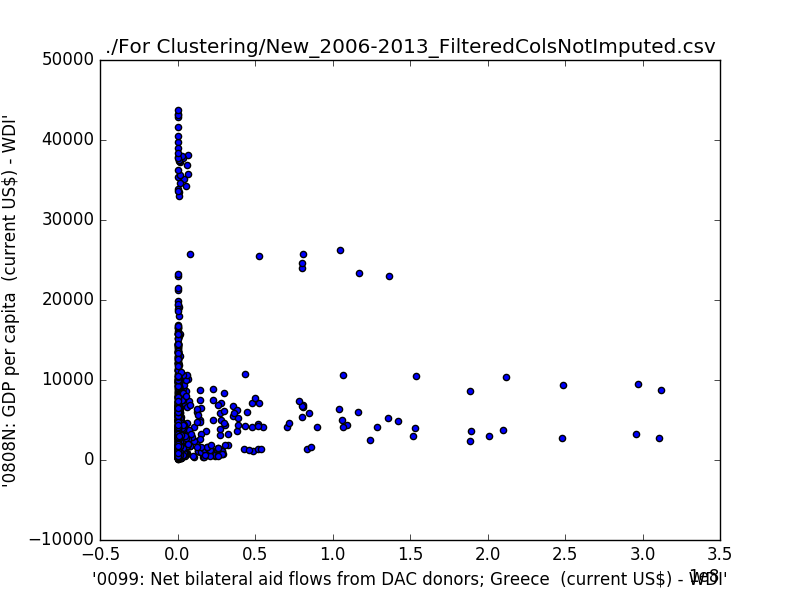 ./For Clustering/New_2006-2013_FilteredColsNotImputed.csv
50000
40000
30000
20000
10000
0
−10000
'0808N: GDP per capita  (current US$) - WDI'
−0.5 0.0 0.5 1.0 1.5 2.0 2.5 3.0 3.5
1e8
'0099: Net bilateral aid flows from DAC donors; Greece  (current US$) - WDI'